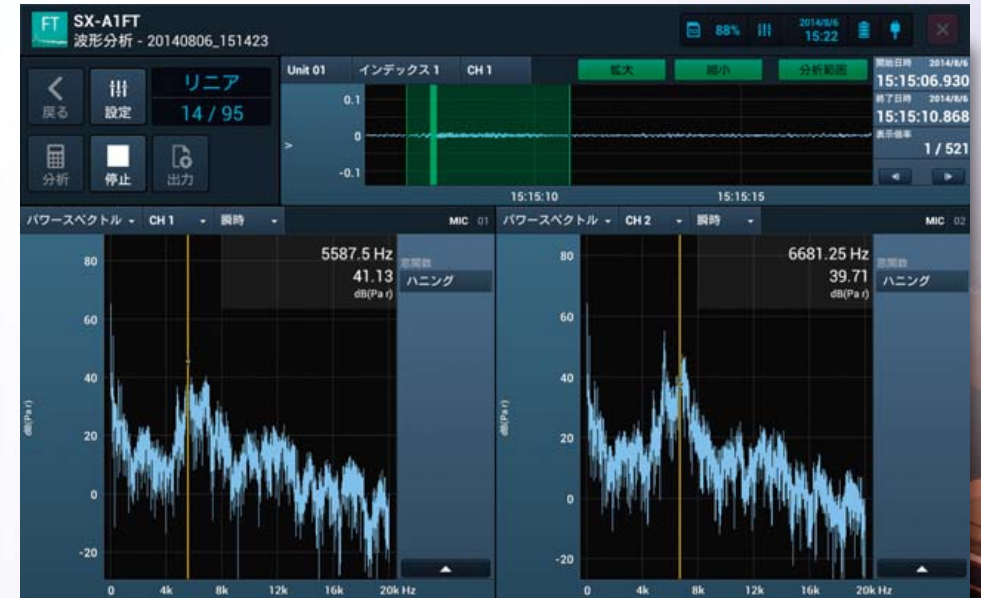 FT SX-A1FT
波形分析 - 20140806_151423
88% 2014/8/6 15:22
戻る 設定 リニア 14 / 95
分析 停止 出力
Unit 01 インデックス 1 CH 1 拡大 縮小 分析範囲
0.1
0
-0.1
>
15:15:10 15:15:15
開始日時 2014/8/6
15:15:06.930
終了日時 2014/8/6
15:15:10.868
表示倍率
1 / 521
パワースペクトル CH 1 瞬時 MIC 01
5587.5 Hz
41.13
dB(Pa r)
窓関数
ハニング
dB(Pa r)
80
60
40
20
0
-20
0 4k 8k 12k 16k 20k Hz
パワースペクトル CH 2 瞬時 MIC 02
6681.25 Hz
39.71
dB(Pa r)
窓関数
ハニング
dB(Pa r)
80
60
40
20
0
-20
0 4k 8k 12k 16k 20k Hz